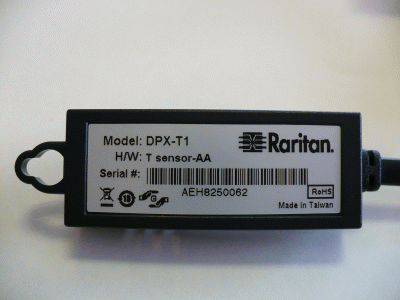 Model: DPX-T1
Raritan.
H/W: T sensor-AA
Serial #:
AEH8250062
RoHS
Made in Taiwan